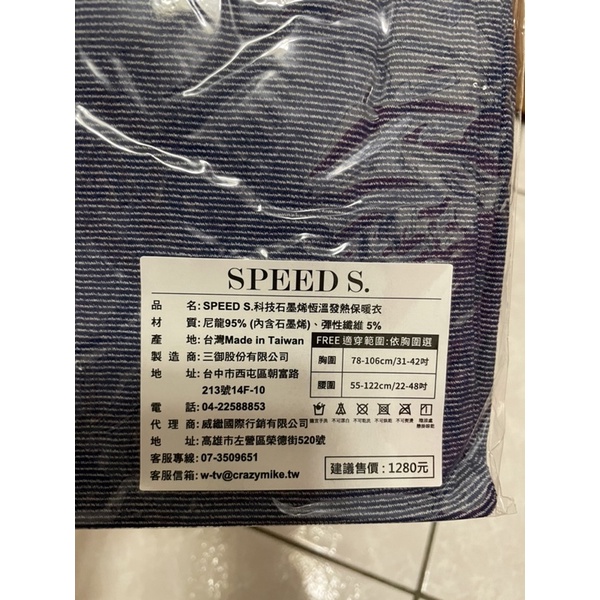 SPEED S.
品 名: SPEED S.科技石墨烯恆溫發熱保暖衣
材 質: 尼龍95% (內含石墨烯)、彈性纖維 5%
產 地: 台灣Made in Taiwan
製 造 商: 三御股份有限公司
地 址: 台中市西屯區朝富路
213號14F-10
電 話: 04-22588853
代 理 商: 威繼國際行銷有限公司
地 址: 高雄市左營區榮德街520號
客服專線: 07-3509651
客服信箱: w-tv@crazymike.tw
FREE 適穿範圍:依胸圍選
胸圍 78-106cm/31-42吋
腰圍 55-122cm/22-48吋
建議售價:1280元